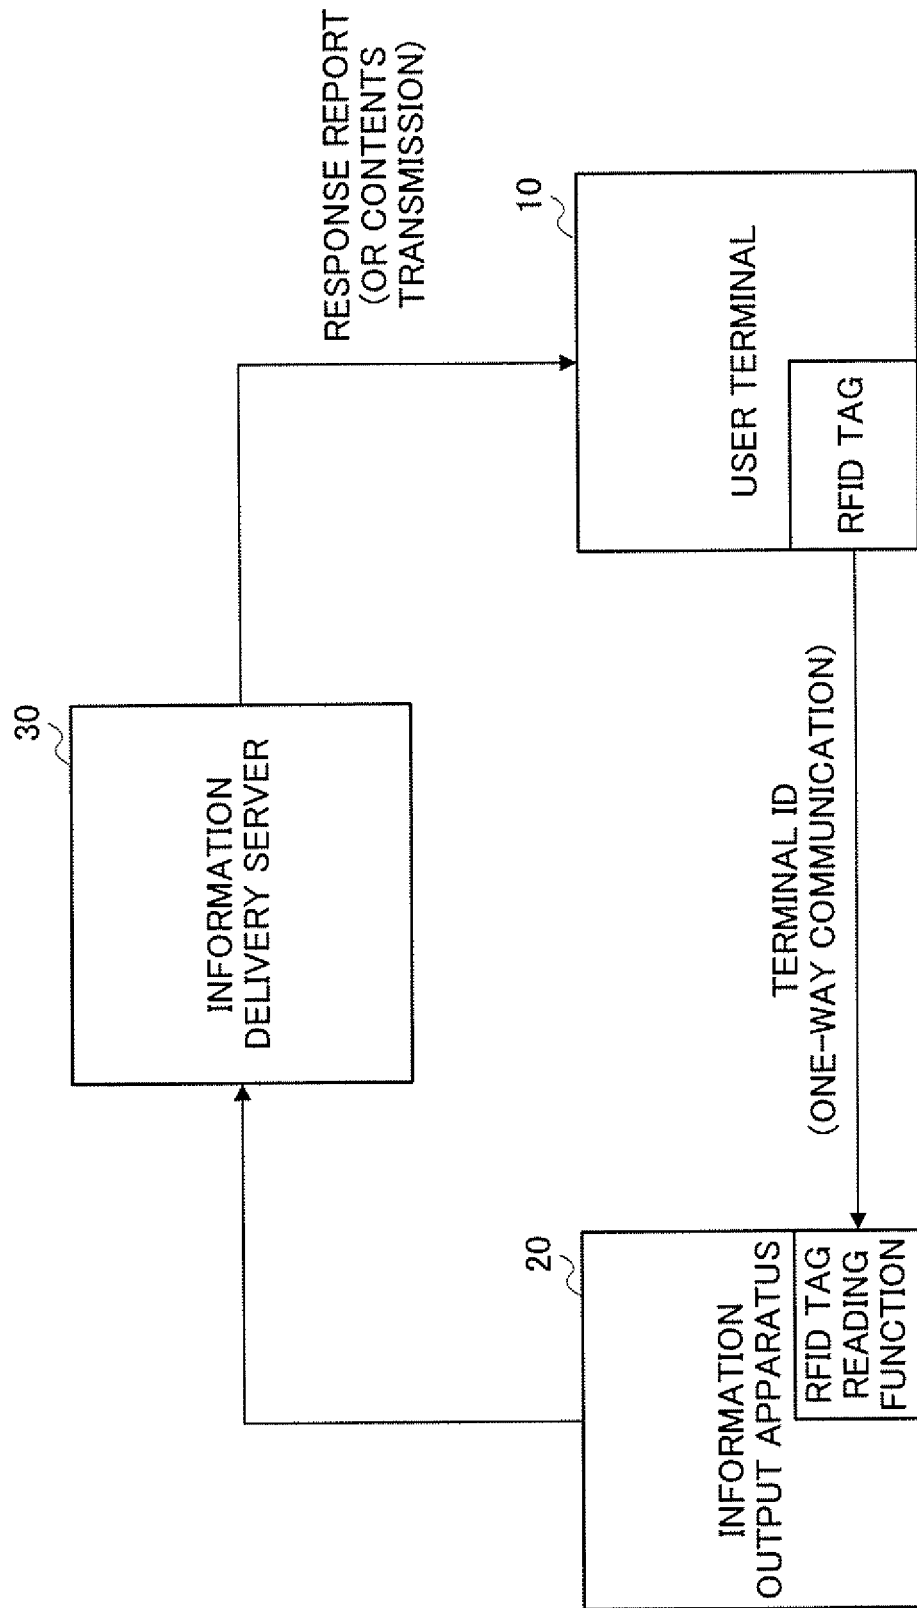 30
INFORMATION
DELIVERY SERVER
RESPONSE REPORT
(OR CONTENTS
TRANSMISSION)
20
INFORMATION
OUTPUT APPARATUS
RFID TAG
READING
FUNCTION
TERMINAL ID
(ONE-WAY COMMUNICATION)
10
USER TERMINAL
RFID TAG